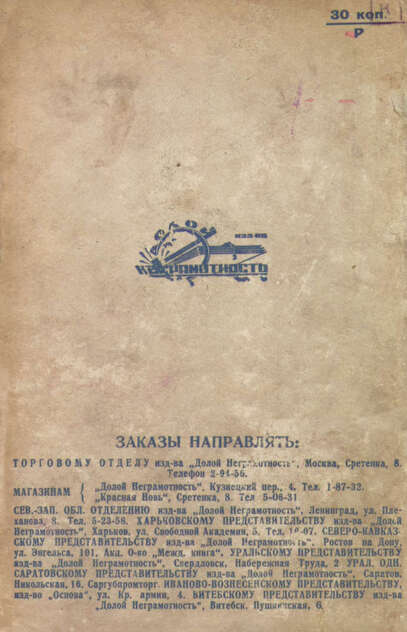 30 коп.
Р
ДОЛОЙ
ИЗД-ВО
НЕГРАМОТНОСТЬ
ЗАКАЗЫ НАПРАВЛЯТЬ:
ТОРГОВОМУ ОТДЕЛУ изд-ва „Долой Неграмотность“, Москва, Сретенка, 8.
Телефон 2-94-56.
МАГАЗИНАМ { „Долой Неграмотность“, Кузнецкий пер., 4. Тел. 1-87-32.
„Красная Новь“, Сретенка, 8. Тел 5-06-31
СЕВ.-ЗАП. ОБЛ. ОТДЕЛЕНИЮ изд-ва „Долой Неграмотность“, Ленинград, ул. Пле-
ханова, 8. Тел. 5-23-58. ХАРЬКОВСКОМУ ПРЕДСТАВИТЕЛЬСТВУ изд-ва „Долой
Неграмотность“, Харьков, ул. Свободной Академии, 5. Тел. СЕВЕРО-КАВКАЗ-
СКОМУ ПРЕДСТАВИТЕЛЬСТВУ изд-ва „Долой Неграмотность“. Ростов на Дону,
ул. Энгельса, 101, Акц. О-во "Межд. книга". УРАЛЬСКОМУ ПРЕДСТАВИТЕЛЬСТВУ
изд-ва „Долой Неграмотность“, Свердловск, Набережная Труда, 2 УРАЛ. ОДН.
САРАТОВСКОМУ ПРЕДСТАВИТЕЛЬСТВУ изд-ва „Долой Неграмотность“, Саратов,
Никольская, 16, Саргубпромторг. ИВАНОВО-ВОЗНЕСЕНСКОМУ ПРЕДСТАВИТЕЛЬСТВУ,
изд-во „Основа“, ул. Кр. армии, 4. ВИТЕБСКОМУ ПРЕДСТАВИТЕЛЬСТВУ изд-ва
„Долой Неграмотность“, Витебск, Пушкинская, 6.